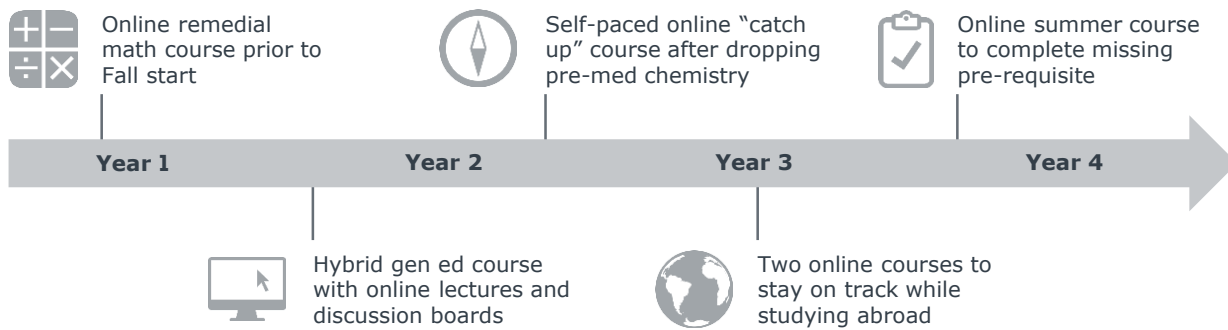 Online remedial
math course prior to
Fall start
Self-paced online “catch
up” course after dropping
pre-med chemistry
Online summer course
to complete missing
pre-requisite
Year 1
Year 2
Year 3
Year 4
Hybrid gen ed course
with online lectures and
discussion boards
Two online courses to
stay on track while
studying abroad